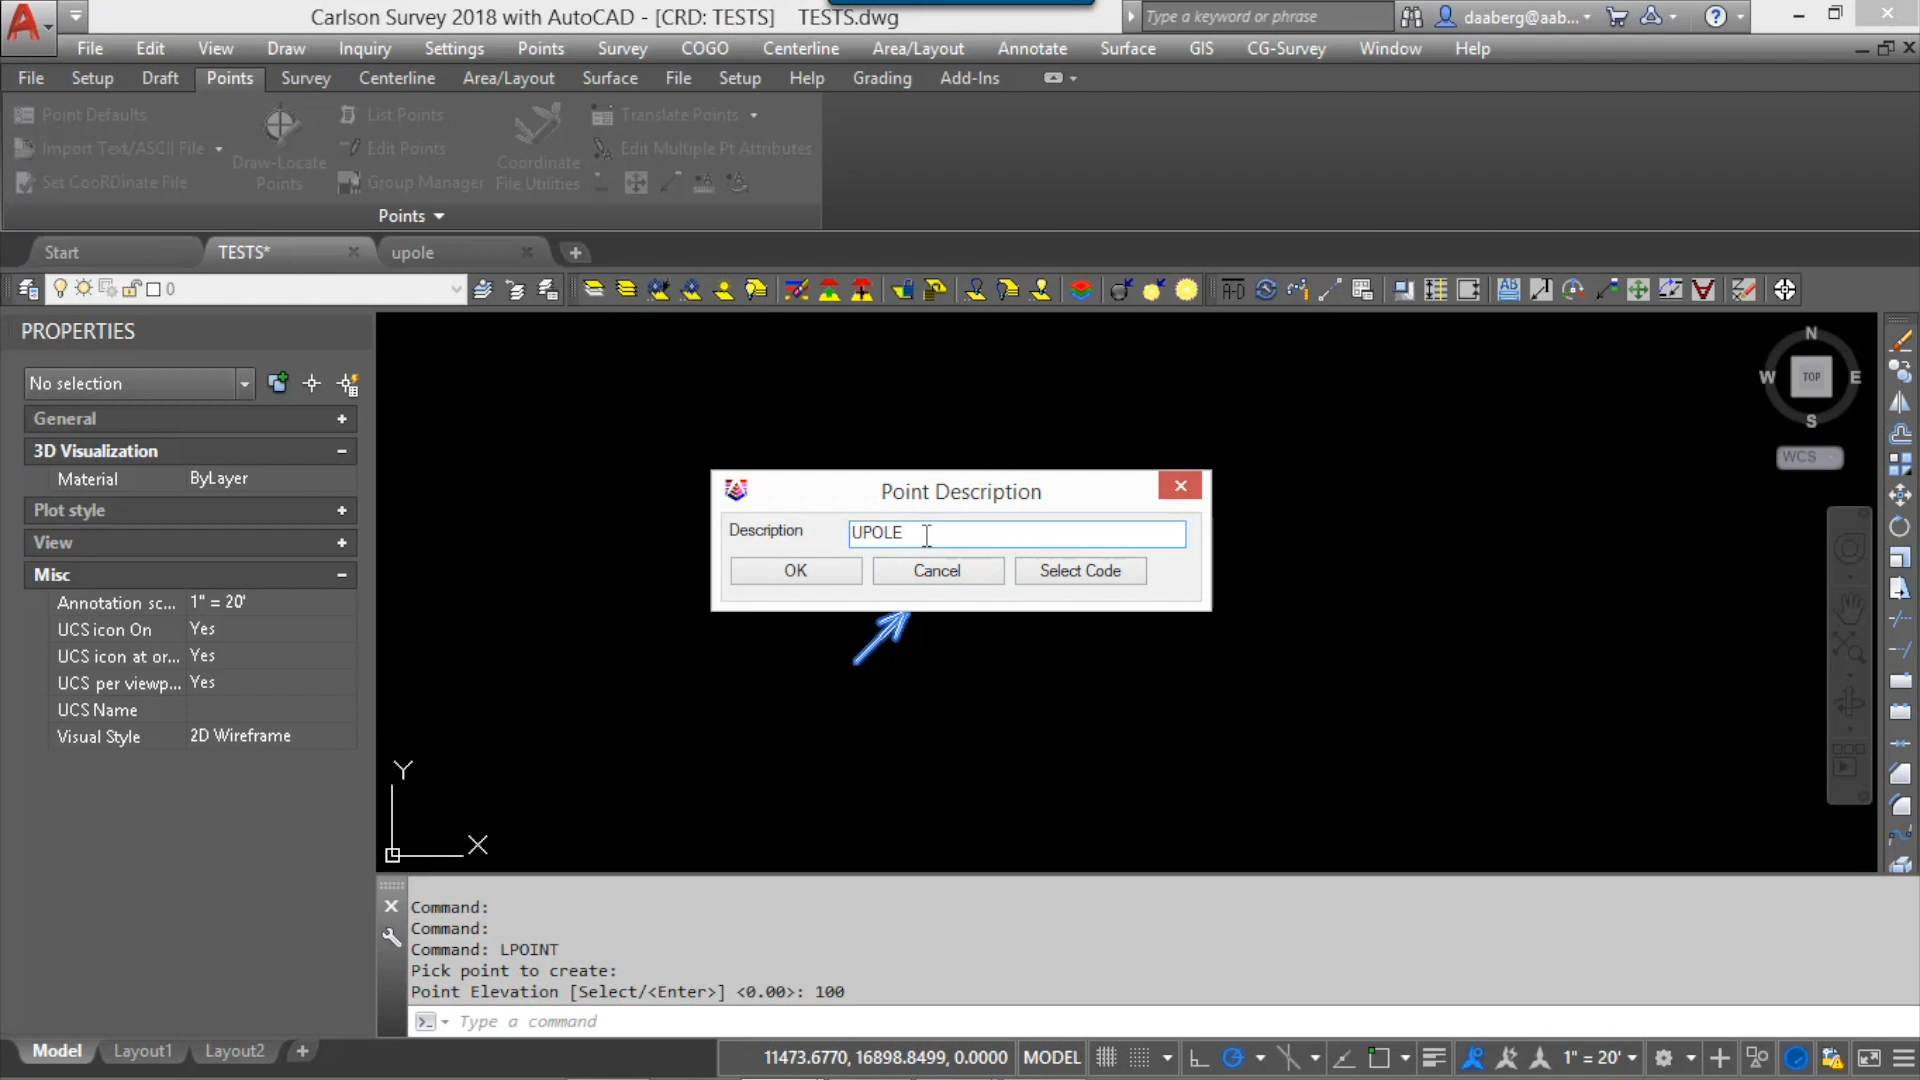 Carlson Survey 2018 with AutoCAD - [CRD: TESTS] TESTS.dwg
Type a keyword or phrase
daaberg@aab...
File Edit View Draw Inquiry Settings Points Survey COGO Centerline Area/Layout Annotate Surface GIS CG-Survey Window Help
File Setup Draft Points Survey Centerline Area/Layout Surface File Setup Help Grading Add-Ins
Point Defaults
Import Text/ASCII File
Set CooRDinate File
Draw-Locate
Points
List Points
Edit Points
Group Manager
Coordinate
File Utilities
Translate Points
Edit Multiple Pt Attributes
Points
Start TESTS* upole
0
PROPERTIES
No selection
General
3D Visualization
Material ByLayer
Plot style
View
Misc
Annotation sc... 1" = 20'
UCS icon On Yes
UCS icon at or... Yes
UCS per viewp... Yes
UCS Name
Visual Style 2D Wireframe
N
W TOP E
S
WCS
Point Description
Description UPOLE
OK Cancel Select Code
Y
X
Command:
Command:
Command: LPOINT
Pick point to create:
Point Elevation [Select/<Enter>] <0.00>: 100
Type a command
Model Layout1 Layout2
11473.6770, 16898.8499, 0.0000 MODEL 1" = 20'